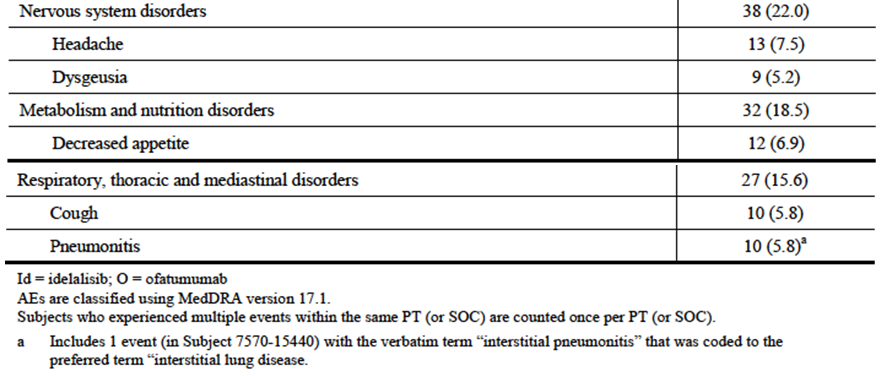 Nervous system disorders 38 (22.0)
Headache 13 (7.5)
Dysgeusia 9 (5.2)
Metabolism and nutrition disorders 32 (18.5)
Decreased appetite 12 (6.9)
Respiratory, thoracic and mediastinal disorders 27 (15.6)
Cough 10 (5.8)
Pneumonitis 10 (5.8)a
Id = idelalisib; O = ofatumumab
AEs are classified using MedDRA version 17.1.
Subjects who experienced multiple events within the same PT (or SOC) are counted once per PT (or SOC).
a Includes 1 event (in Subject 7570-15440) with the verbatim term “interstitial pneumonitis” that was coded to the
preferred term “interstitial lung disease.